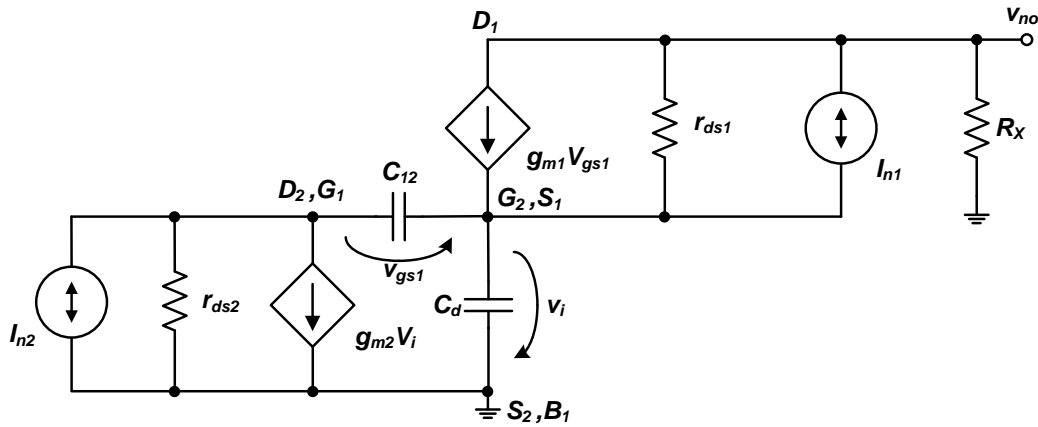 D1
vno
gm1Vgs1
rds1
In1
RX
C12
D2,G1
G2,S1
vgs1
In2
rds2
gm2Vi
Cd
vi
S2,B1